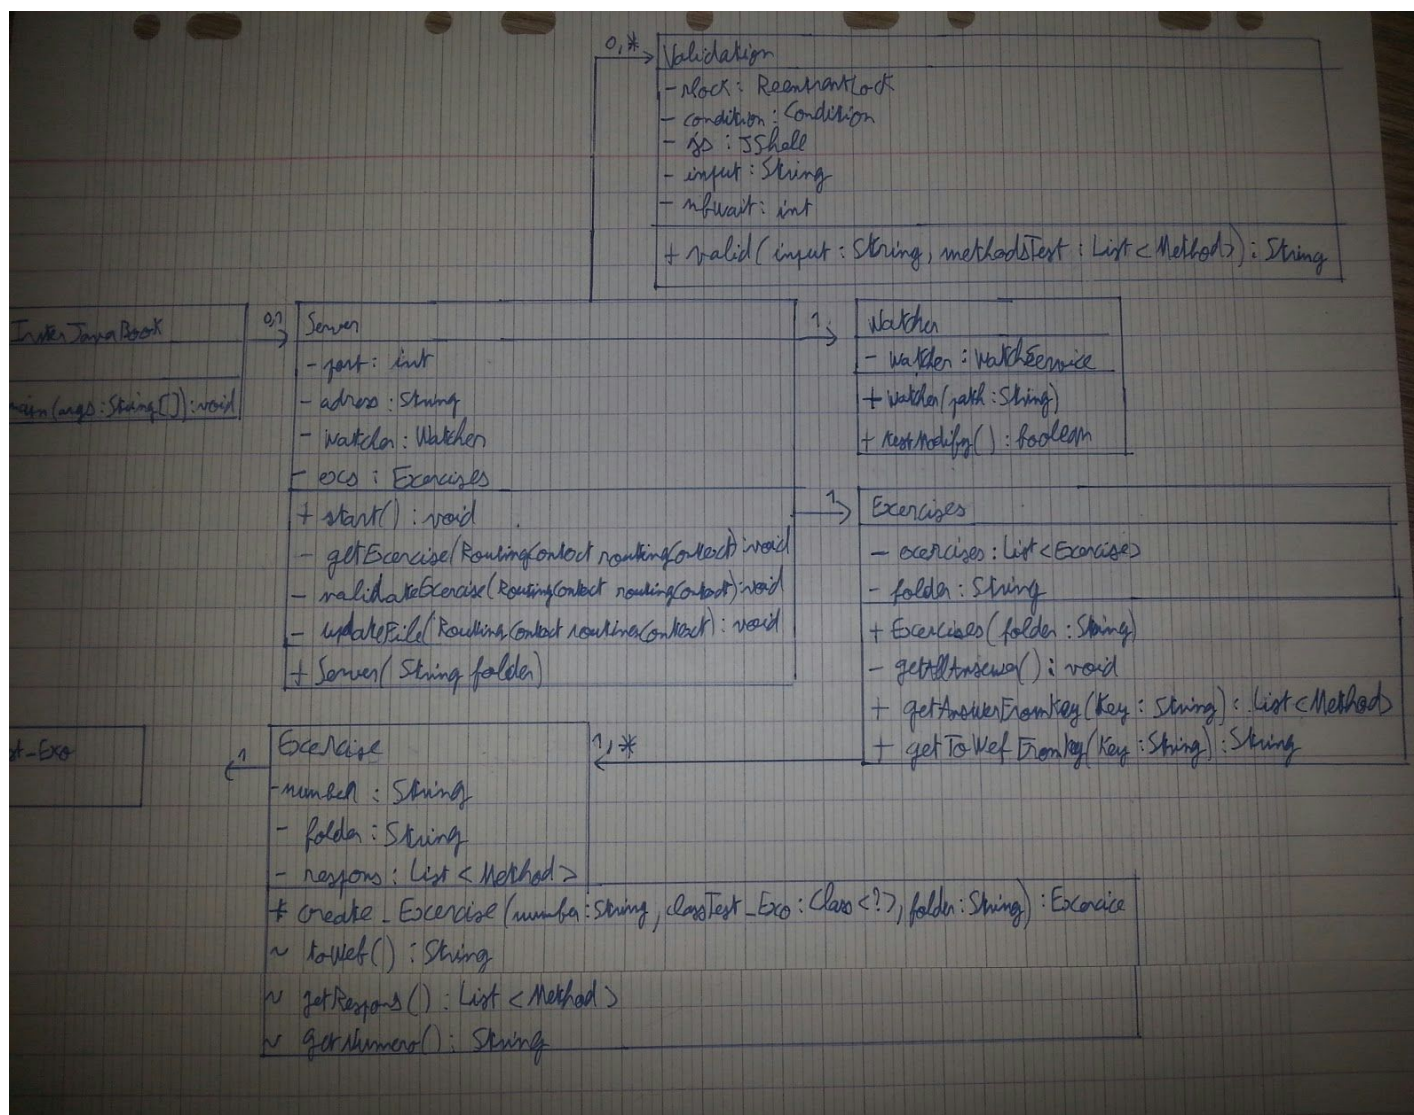 0,*
Validation
- rlock: ReentrantLock
- condition: Condition
- js: JShell
- input: String
- nbwait: int
+ valid(input: String, methodsTest: List<Method>): String
InterJavaBook
main(args: String[]): void
0,1
Server
- port: int
- adress: String
- watcher: Watcher
- excs: Exercises
+ start(): void
- getExercise(RoutingContext routingContext): void
- validateExercise(RoutingContext routingContext): void
- updateFile(RoutingContext routingContext): void
+ Server(String folder)
1
Watcher
- watcher: WatchService
+ Watcher(path: String)
+ testModify(): boolean
1
Exercises
- exercises: List<Exercise>
- folder: String
+ Exercises(folder: String)
- getAllAnswer(): void
+ getAnswerFromKey(Key: String): List<Method>
+ getToWebFromKey(Key: String): String
1,*
st_Exo
1
Exercise
- number: String
- folder: String
- respons: List<Method>
+ create_Exercise(number: String, classTest_Exo: Class<?>, folder: String): Exercice
~ toWeb(): String
~ getRespons(): List<Method>
~ getNumero(): String